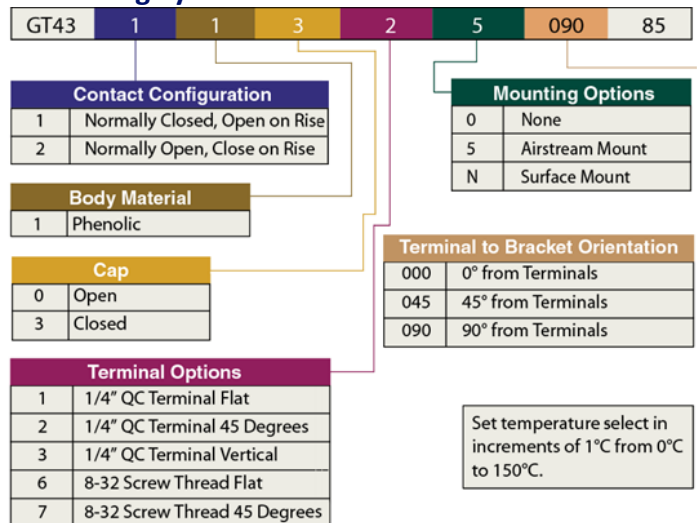 GT43 1 1 3 2 5 090 85
Contact Configuration
1 Normally Closed, Open on Rise
2 Normally Open, Close on Rise
Body Material
1 Phenolic
Cap
0 Open
3 Closed
Terminal Options
1 1/4″ QC Terminal Flat
2 1/4″ QC Terminal 45 Degrees
3 1/4″ QC Terminal Vertical
6 8-32 Screw Thread Flat
7 8-32 Screw Thread 45 Degrees
Mounting Options
0 None
5 Airstream Mount
N Surface Mount
Terminal to Bracket Orientation
000 0° from Terminals
045 45° from Terminals
090 90° from Terminals
Set temperature select in
increments of 1°C from 0°C
to 150°C.